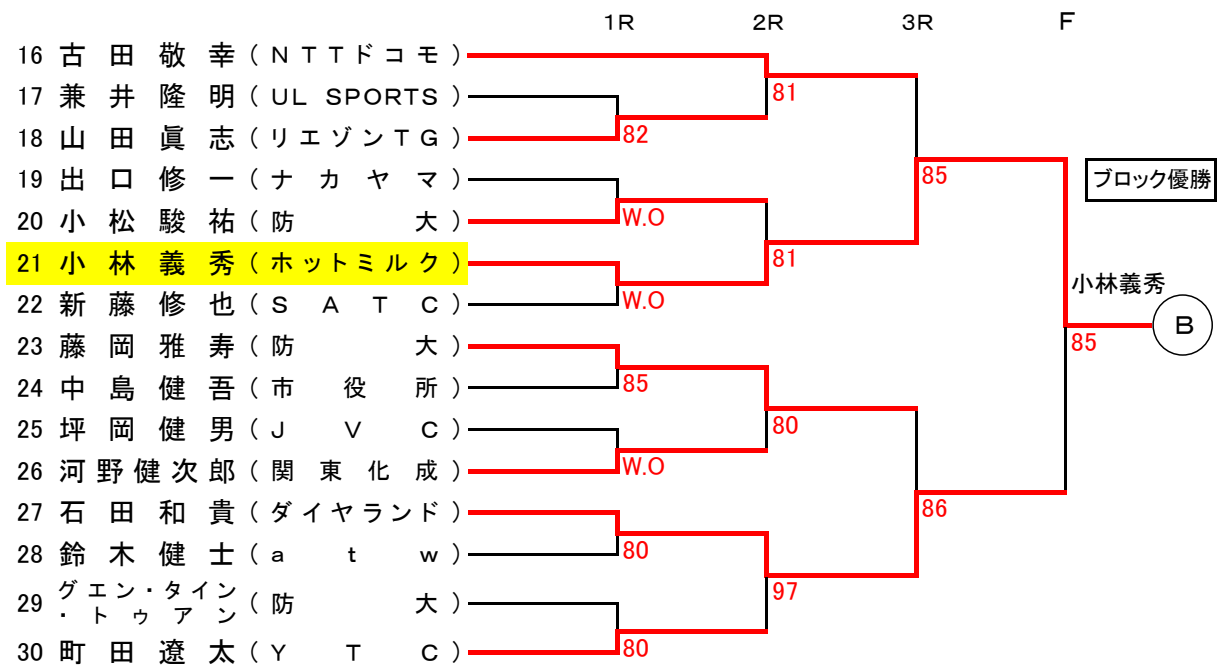 1R 2R 3R F
16 古田敬幸 (NTTドコモ)
17 兼井隆明 (UL SPORTS)
81
18 山田眞志 (リエゾンTG)
82
19 出口修一 (ナカヤマ)
85
ブロック優勝
20 小松駿祐 (防大)
W.O
21 小林義秀 (ホットミルク)
81
22 新藤修也 (SATC)
W.O
小林義秀
B
23 藤岡雅寿 (防大)
85
24 中島健吾 (市役所)
85
25 坪岡健男 (JVC)
80
26 河野健次郎 (関東化成)
W.O
27 石田和貴 (ダイヤランド)
86
28 鈴木健士 (atw)
80
29 グエン・タイン
・トゥアン (防大)
97
30 町田遼太 (YTC)
80